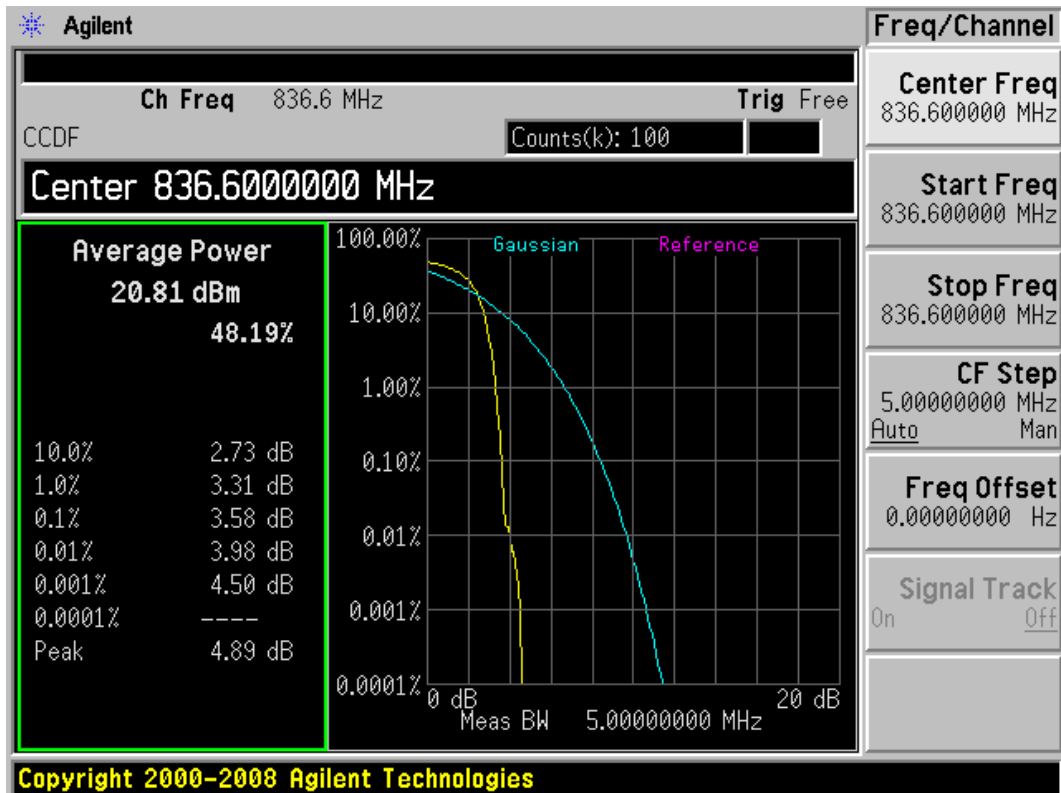 Agilent
Freq/Channel
Ch Freq 836.6 MHz Trig Free
CCDF Counts(k): 100
Center 836.6000000 MHz
Average Power
20.81 dBm
48.19%
10.0% 2.73 dB
1.0% 3.31 dB
0.1% 3.58 dB
0.01% 3.98 dB
0.001% 4.50 dB
0.0001% ----
Peak 4.89 dB
Gaussian Reference
100.00%
10.00%
1.00%
0.10%
0.01%
0.001%
0.0001%
0 dB 20 dB
Meas BW 5.00000000 MHz
Center Freq
836.600000 MHz
Start Freq
836.600000 MHz
Stop Freq
836.600000 MHz
CF Step
5.00000000 MHz
Auto Man
Freq Offset
0.00000000 Hz
Signal Track
On Off
Copyright 2000-2008 Agilent Technologies